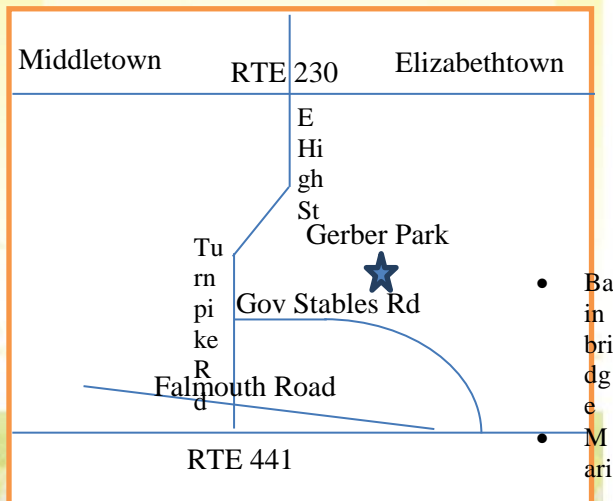 Middletown
RTE 230
Elizabethtown
E
Hi
gh
St
Gerber Park
Tu
rn
pi
ke
R
d
Gov Stables Rd
Falmouth Road
RTE 441
• Ba
in
bri
dg
e
• M
ari